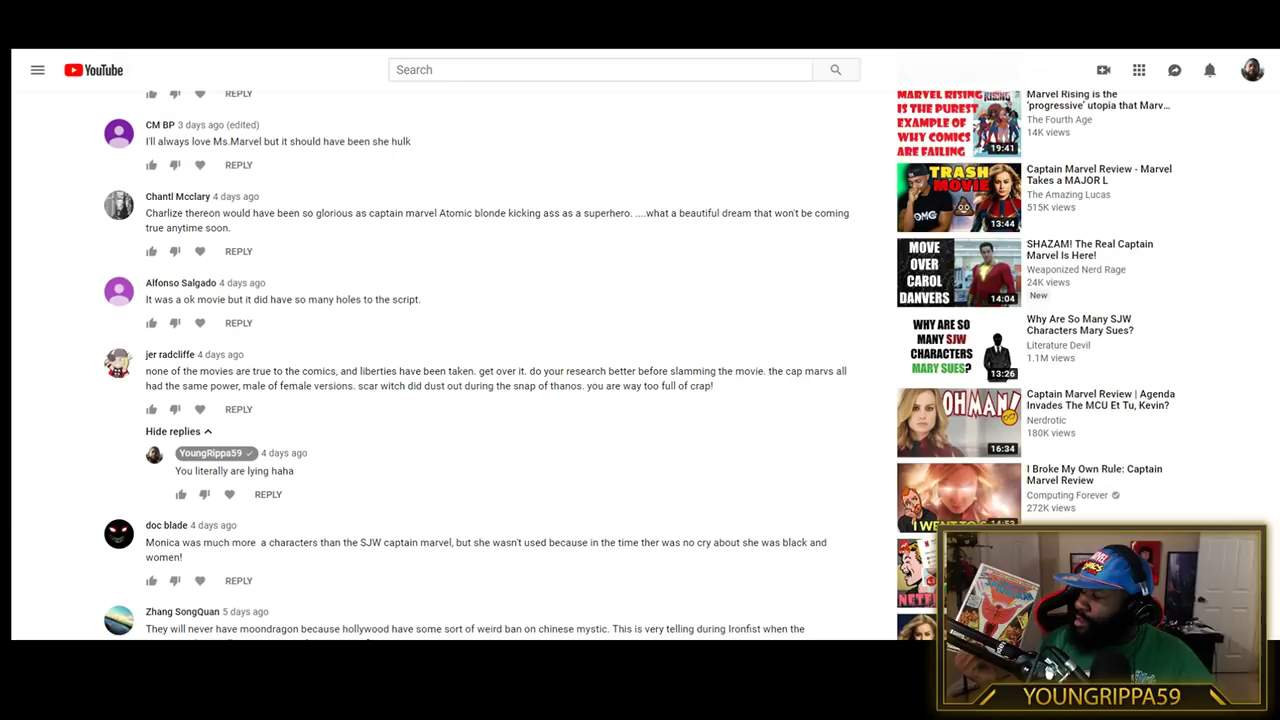 YouTube
Search
REPLY
CM BP 3 days ago (edited)
I'll always love Ms.Marvel but it should have been she hulk
REPLY
Chantl Mcclary 4 days ago
Charlize thereon would have been so glorious as captain marvel Atomic blonde kicking ass as a superhero. ....what a beautiful dream that won't be coming
true anytime soon.
REPLY
Alfonso Salgado 4 days ago
It was a ok movie but it did have so many holes to the script.
REPLY
jer radcliffe 4 days ago
none of the movies are true to the comics, and liberties have been taken. get over it. do your research better before slamming the movie. the cap marvs all
had the same power, male of female versions. scar witch did dust out during the snap of thanos. you are way too full of crap!
REPLY
Hide replies
YoungRippa59 4 days ago
You literally are lying haha
REPLY
doc blade 4 days ago
Monica was much more a characters than the SJW captain marvel, but she wasn't used because in the time ther was no cry about she was black and
women!
REPLY
Zhang SongQuan 5 days ago
They will never have moondragon because hollywood have some sort of weird ban on chinese mystic. This is very telling during Ironfist when the
MARVEL RISING
IS THE PUREST
EXAMPLE OF
WHY COMICS
ARE FAILING
RISING
19:41
Marvel Rising is the
'progressive' utopia that Marv...
The Fourth Age
14K views
TRASH
MOVIE
OMG
13:44
Captain Marvel Review - Marvel
Takes a MAJOR L
The Amazing Lucas
515K views
MOVE
OVER
CAROL
DANVERS
14:04
SHAZAM! The Real Captain
Marvel Is Here!
Weaponized Nerd Rage
24K views
New
WHY ARE SO
MANY SJW
CHARACTERS
MARY SUES?
13:26
Why Are So Many SJW
Characters Mary Sues?
Literature Devil
1.1M views
OH MAN!
16:34
Captain Marvel Review | Agenda
Invades The MCU Et Tu, Kevin?
Nerdrotic
180K views
I WENT TO
I Broke My Own Rule: Captain
Marvel Review
Computing Forever
272K views
NETF
MARVEL
COMICS
YOUNGRIPPA59